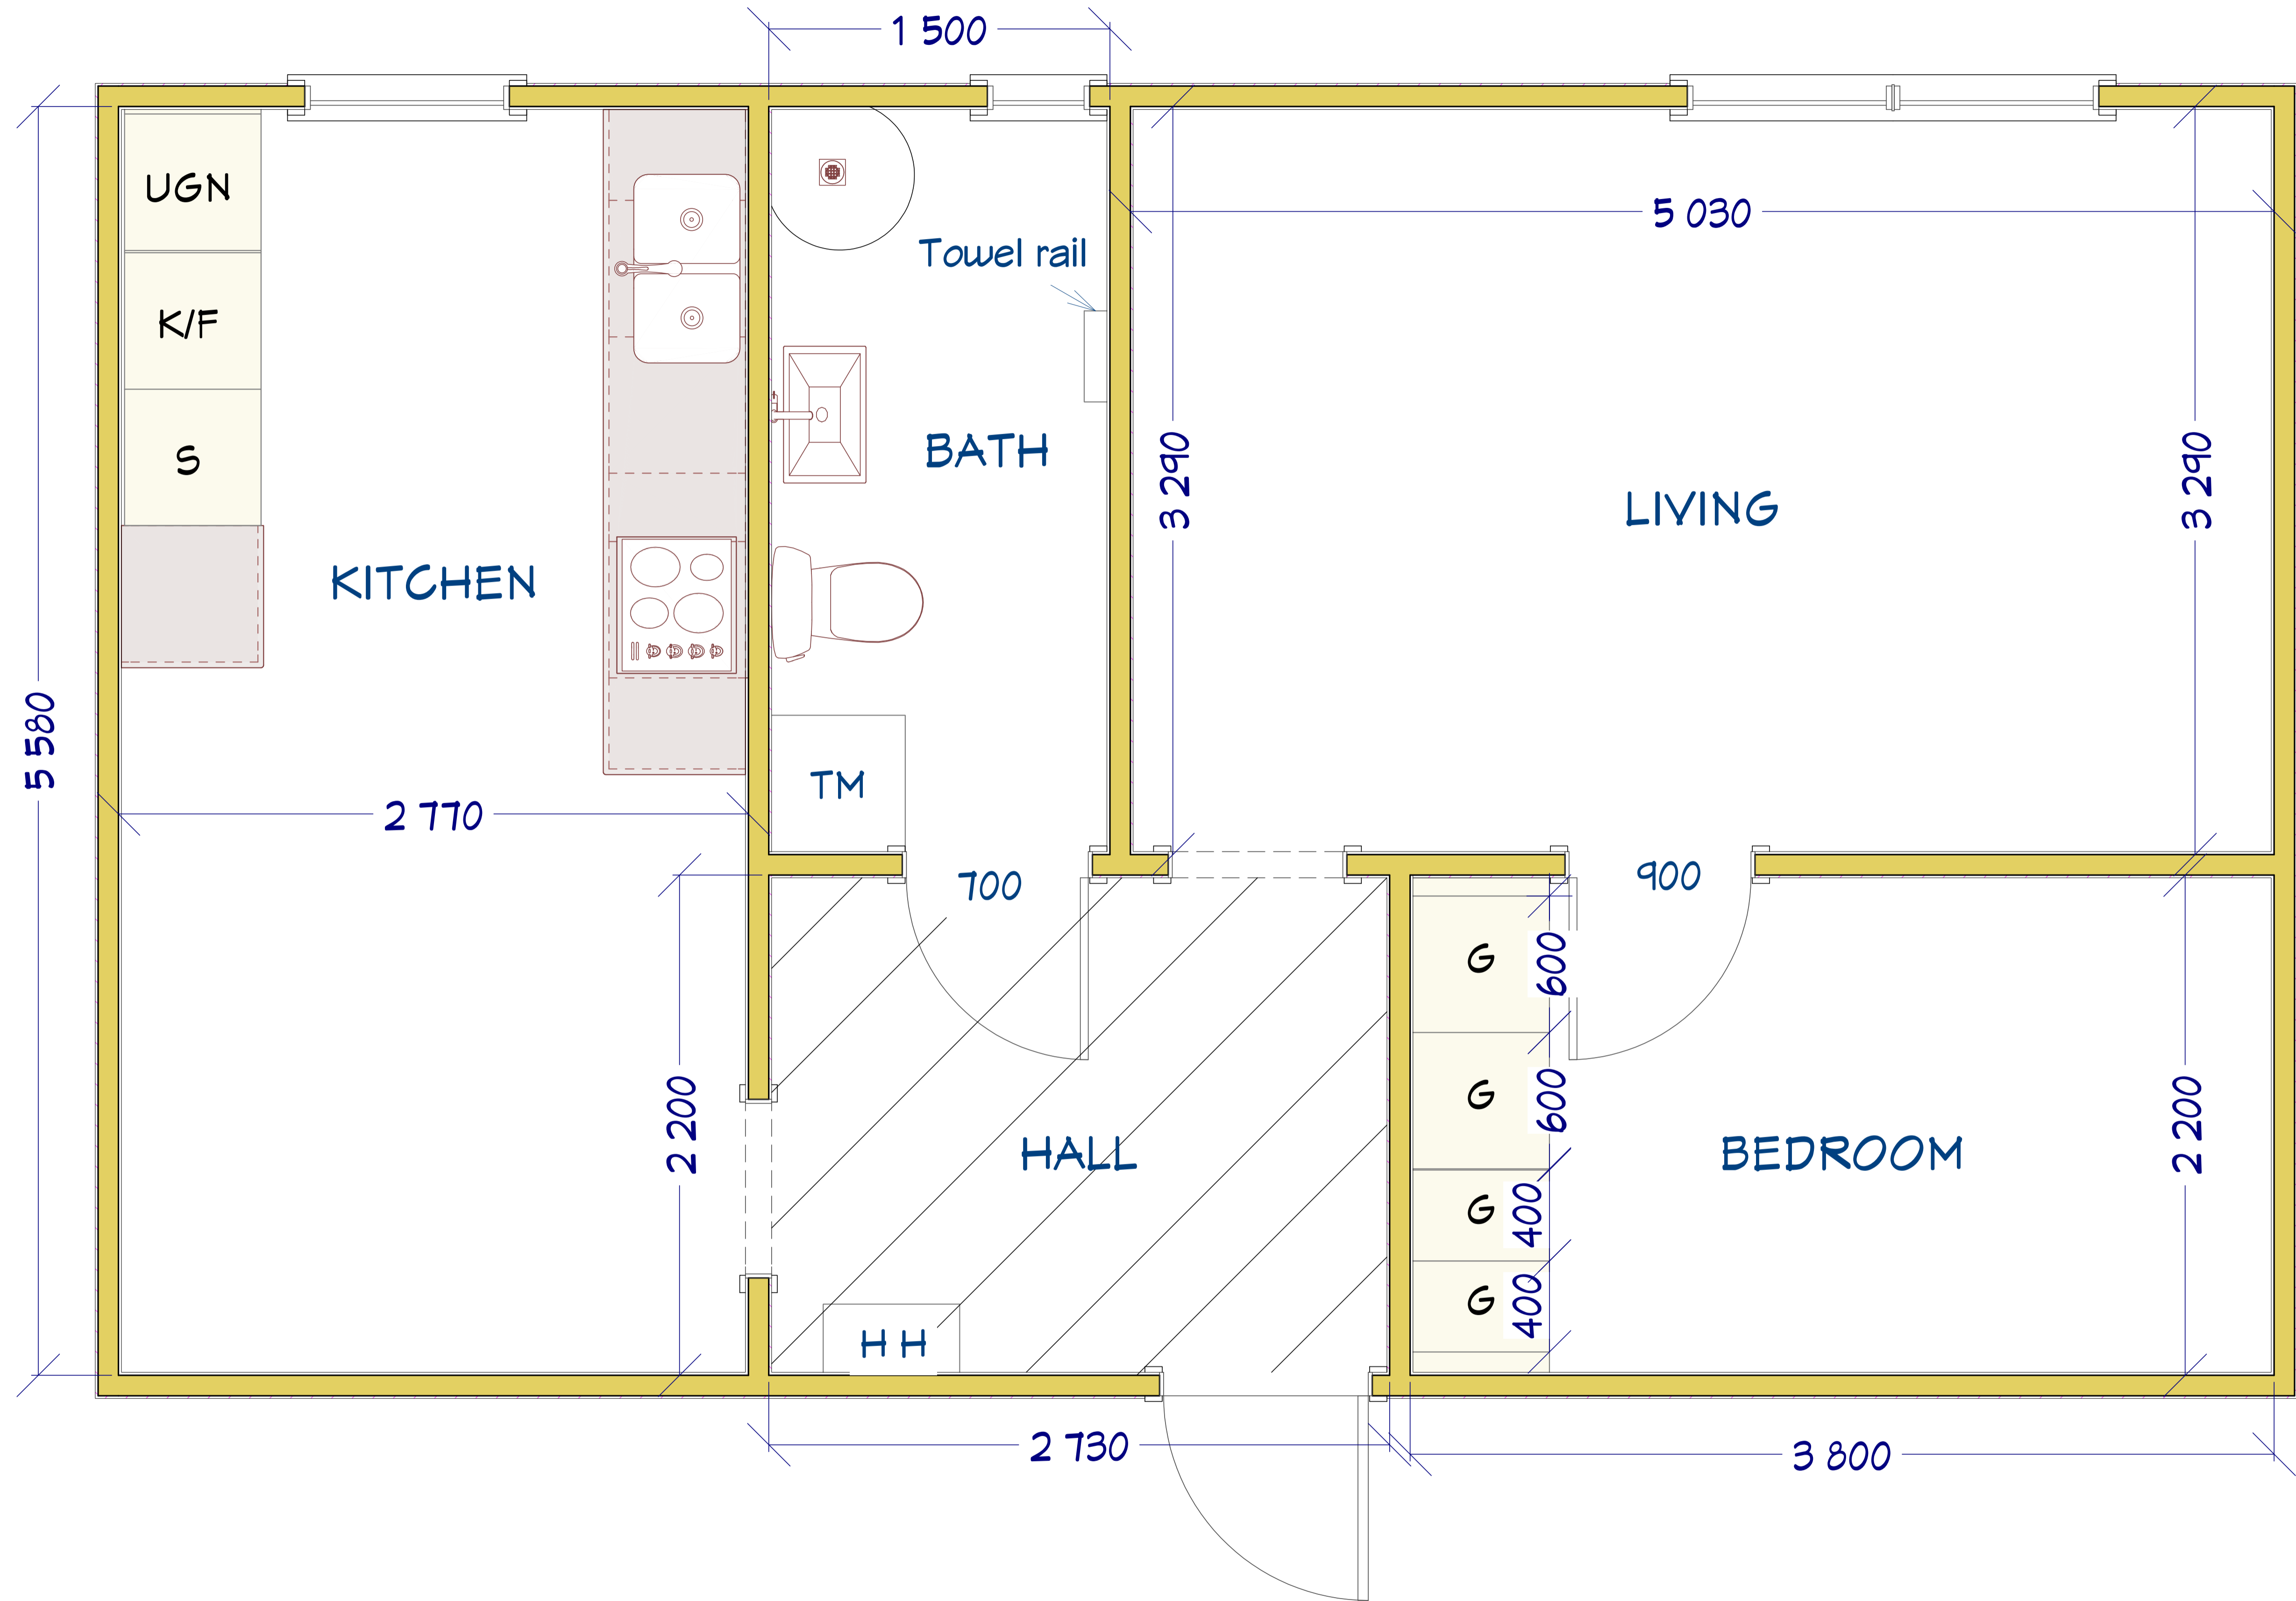 1 500
UGN
5 030
Towel rail
K/F
BATH
S
3 290
3 290
LIVING
KITCHEN
5 580
TM
2 770
700
900
G
600
G
600
2 200
HALL
BEDROOM
2 200
G
400
G
400
H H
2 730
3 800